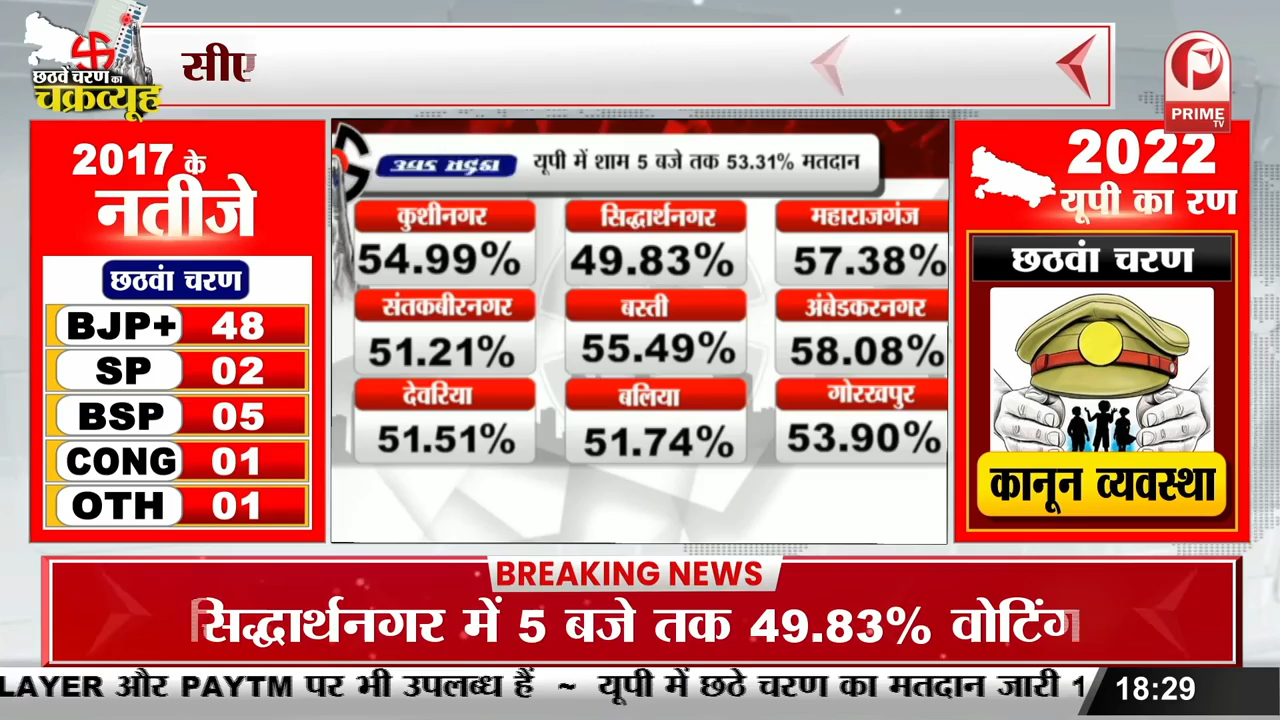 छठवें चरण का
चक्रव्यूह
सीए
PRIME
TV
2017 के
नतीजे
छठवां चरण
BJP+ 48
SP 02
BSP 05
CONG 01
OTH 01
यूपी में शाम 5 बजे तक 53.31% मतदान
कुशीनगर सिद्धार्थनगर महाराजगंज
54.99% 49.83% 57.38%
संतकबीरनगर बस्ती अंबेडकरनगर
51.21% 55.49% 58.08%
देवरिया बलिया गोरखपुर
51.51% 51.74% 53.90%
2022
यूपी का रण
छठवां चरण
कानून व्यवस्था
BREAKING NEWS
सिद्धार्थनगर में 5 बजे तक 49.83% वोटिंग
LAYER और PAYTM पर भी उपलब्ध हैं ~ यूपी में छठे चरण का मतदान जारी 1
18:29